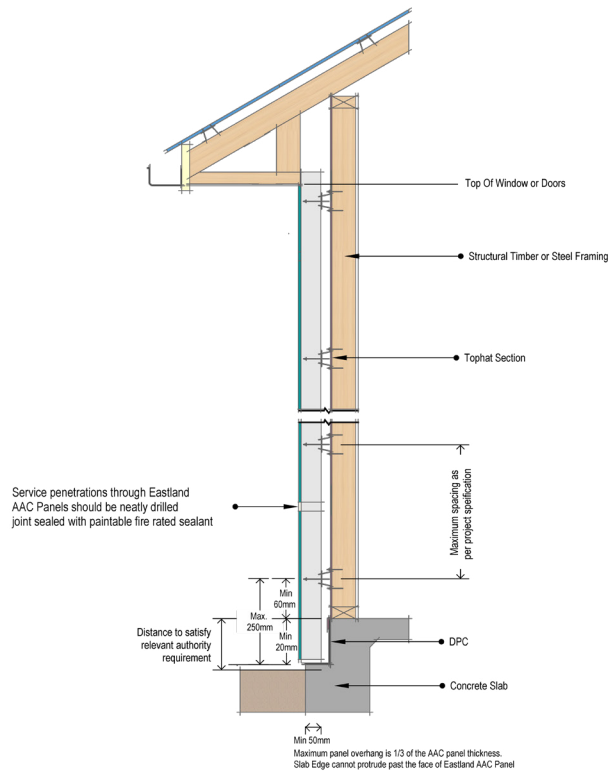 Top Of Window or Doors
Structural Timber or Steel Framing
Tophat Section
Service penetrations through Eastland
AAC Panels should be neatly drilled
joint sealed with paintable fire rated sealant
Maximum spacing as
per project speification
Min
60mm
Max.
250mm
Min
20mm
Distance to satisfy
relevant authority
requirement
DPC
Concrete Slab
Min 50mm
Maximum panel overhang is 1/3 of the AAC panel thickness.
Slab Edge cannot protrude past the face of Eastland AAC Panel